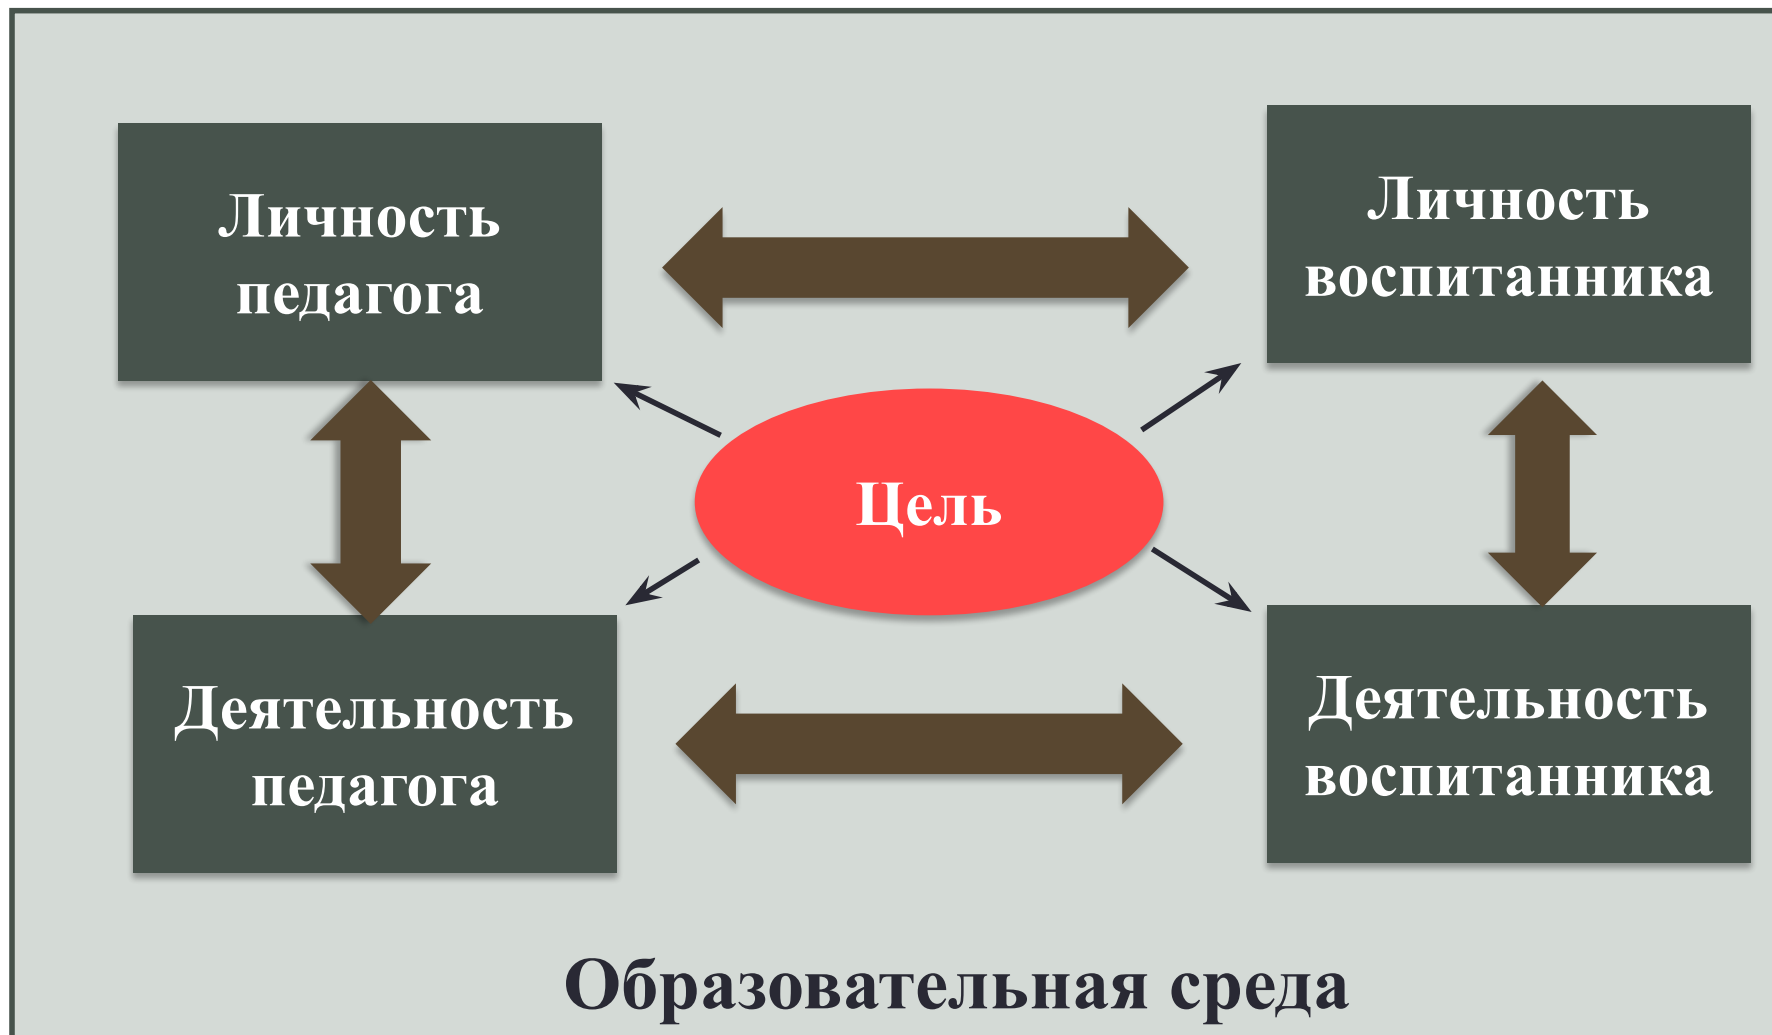 Личность
педагога
Личность
воспитанника
Цель
Деятельность
педагога
Деятельность
воспитанника
Образовательная среда